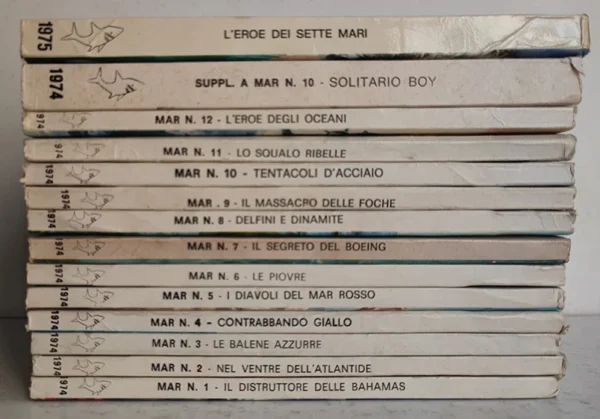 1975 L'EROE DEI SETTE MARI
1974 SUPPL. A MAR N. 10 - SOLITARIO BOY
974 MAR N. 12 - L'EROE DEGLI OCEANI
974 MAR N. 11 - LO SQUALO RIBELLE
1974 MAR N. 10 - TENTACOLI D'ACCIAIO
1974 MAR . 9 - IL MASSACRO DELLE FOCHE
1974 MAR N. 8 - DELFINI E DINAMITE
1974 MAR N. 7 - IL SEGRETO DEL BOEING
1974 MAR N. 6 - LE PIOVRE
1974 MAR N. 5 - I DIAVOLI DEL MAR ROSSO
1974 MAR N. 4 - CONTRABBANDO GIALLO
1974 MAR N. 3 - LE BALENE AZZURRE
1974 MAR N. 2 - NEL VENTRE DELL'ATLANTIDE
1974 MAR N. 1 - IL DISTRUTTORE DELLE BAHAMAS